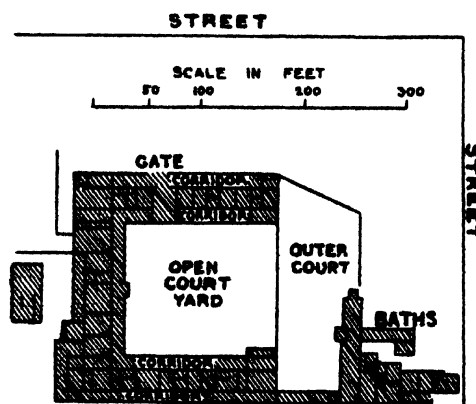 STREET
SCALE IN FEET
50 100 200 300
STREET
GATE
CORRIDOR
CORRIDOR
OPEN
COURT
YARD
OUTER
COURT
BATHS
CORRIDOR
CORRIDOR